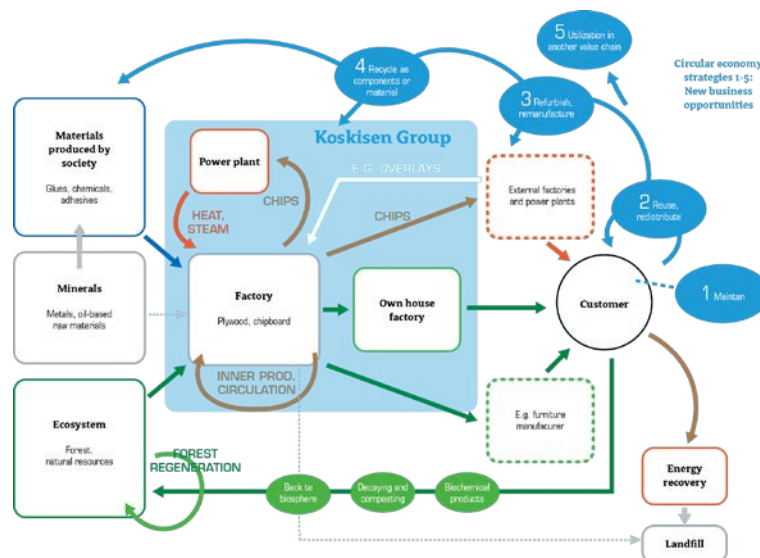 5 Utilization in
another value chain
Circular economy
strategies 1-5:
New business
opportunities
4 Recycle as
components or
material
3 Refurbish,
remanufacture
Materials
produced by
society
Glues, chemicals,
adhesives
Koskisen Group
Power plant
E.G. OVERLAYS
External factories
and power plants
2 Reuse,
redistribute
CHIPS
CHIPS
HEAT,
STEAM
Minerals
Metals, oil-based
raw materials
Factory
Plywood, chipboard
Own house
factory
Customer
1 Maintain
INNER PROD.
CIRCULATION
Ecosystem
Forest,
natural resources
E.g. furniture
manufacurer
FOREST
REGENERATION
Back to
biosphere
Decaying and
composting
Biochemical
products
Energy
recovery
Landfill